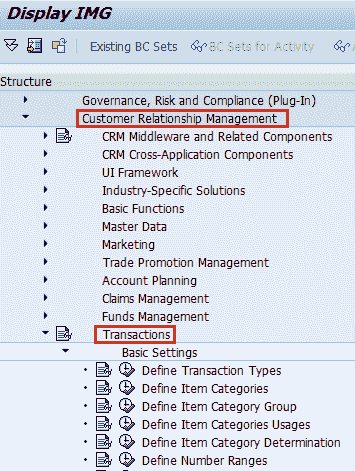 Display IMG
Existing BC Sets BC Sets for Activity A
Structure
Governance, Risk and Compliance (Plug-In)
Customer Relationship Management
CRM Middleware and Related Components
CRM Cross-Application Components
UI Framework
Industry-Specific Solutions
Basic Functions
Master Data
Marketing
Trade Promotion Management
Account Planning
Claims Management
Funds Management
Transactions
Basic Settings
Define Transaction Types
Define Item Categories
Define Item Category Group
Define Item Categories Usages
Define Item Category Determination
Define Number Ranges